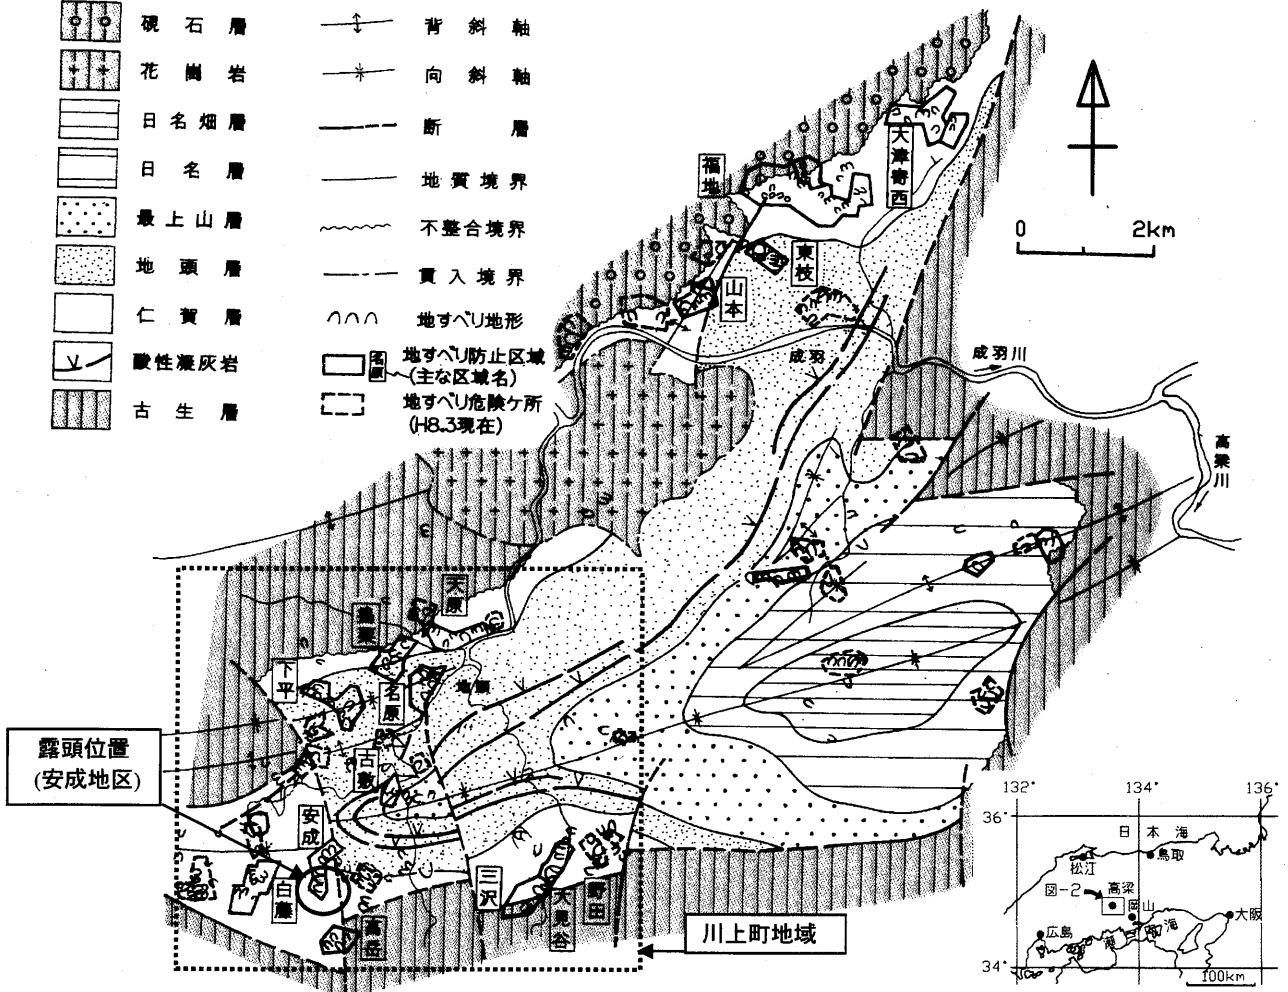 硯石層
花崗岩
日名畑層
日名層
最上山層
地頭層
仁賀層
酸性凝灰岩
古生層
背斜軸
向斜軸
断層
地質境界
不整合境界
貫入境界
地すべり地形
名原
地すべり防止区域
(主な区域名)
地すべり危険ケ所
(H8.3現在)
大津寄西
福地
東枝
山本
0 2km
成羽川
成羽川
高梁川
大原
下平
名原
地頭
古敷
安成
白藤
高岳
三沢
大見谷
野田
露頭位置
(安成地区)
川上町地域
132° 134° 136°
36°
34°
日本海
松江
鳥取
図-2
高梁
岡山
大阪
広島
100km